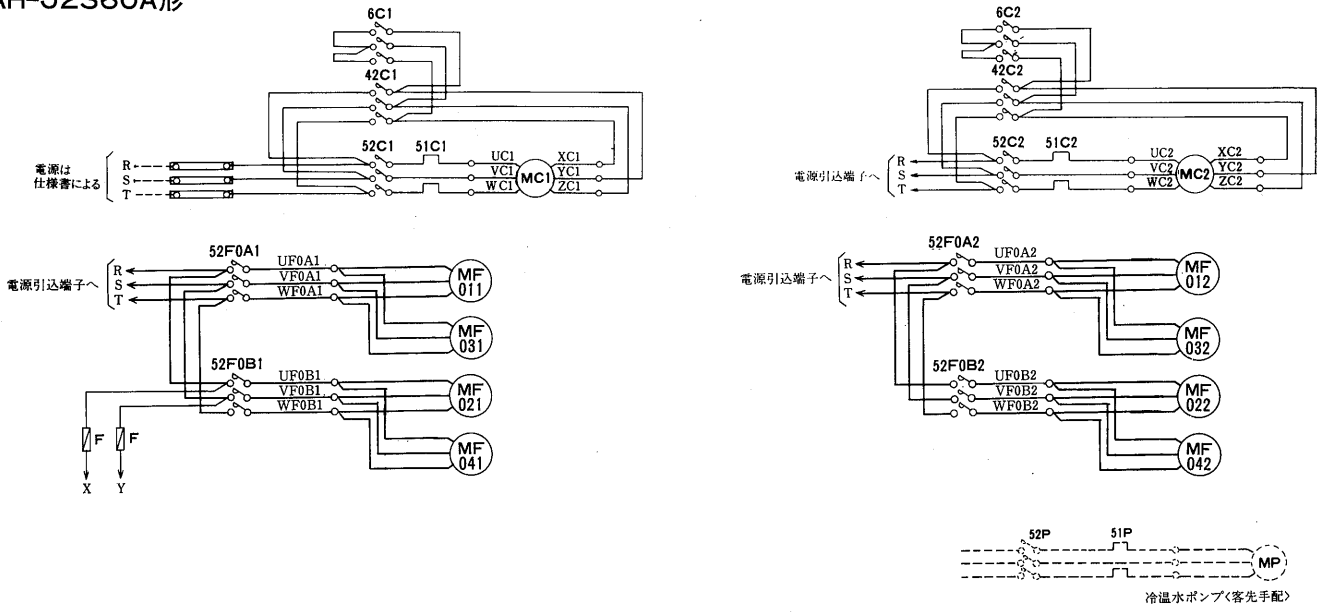 AH-52S60A形
6C1
42C1
52C1 51C1
UC1 XC1
VC1 YC1
WC1 ZC1
MC1
電源は
仕様書による
R
S
T
6C2
42C2
52C2 51C2
UC2 XC2
VC2 YC2
WC2 ZC2
MC2
電源引込端子へ
R
S
T
52F0A1
UF0A1
VF0A1
WF0A1
電源引込端子へ
R
S
T
MF
011
MF
031
52F0B1
UF0B1
VF0B1
WF0B1
MF
021
MF
041
F F
X Y
52F0A2
UF0A2
VF0A2
WF0A2
電源引込端子へ
R
S
T
MF
012
MF
032
52F0B2
UF0B2
VF0B2
WF0B2
MF
022
MF
042
52P 51P
MP
冷温水ポンプ〈客先手配〉